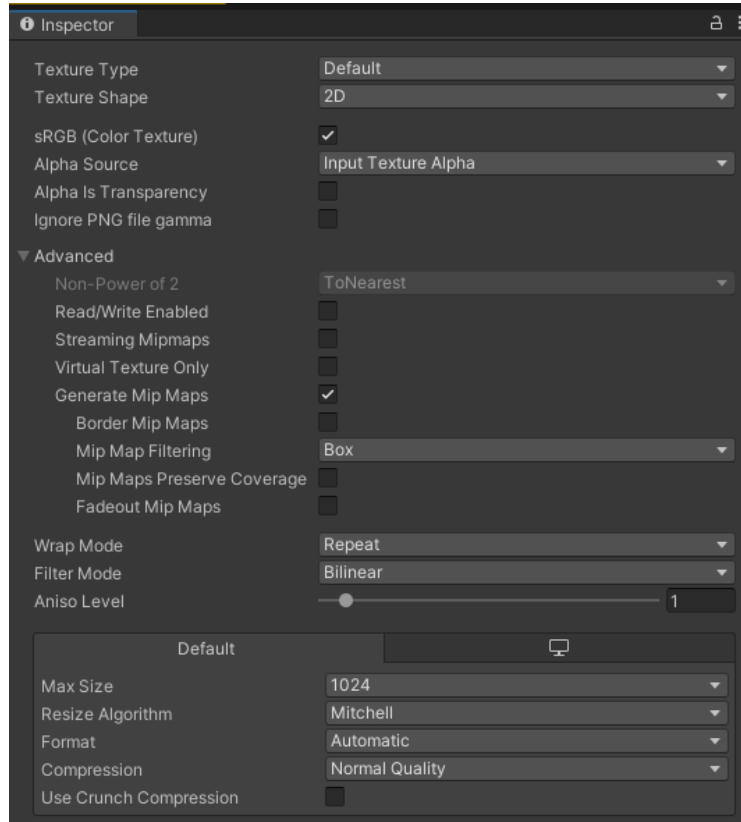 Inspector
Texture Type Default
Texture Shape 2D
sRGB (Color Texture)
Alpha Source Input Texture Alpha
Alpha Is Transparency
Ignore PNG file gamma
Advanced
Non-Power of 2 ToNearest
Read/Write Enabled
Streaming Mipmaps
Virtual Texture Only
Generate Mip Maps
Border Mip Maps
Mip Map Filtering Box
Mip Maps Preserve Coverage
Fadeout Mip Maps
Wrap Mode Repeat
Filter Mode Bilinear
Aniso Level 1
Default
Max Size 1024
Resize Algorithm Mitchell
Format Automatic
Compression Normal Quality
Use Crunch Compression